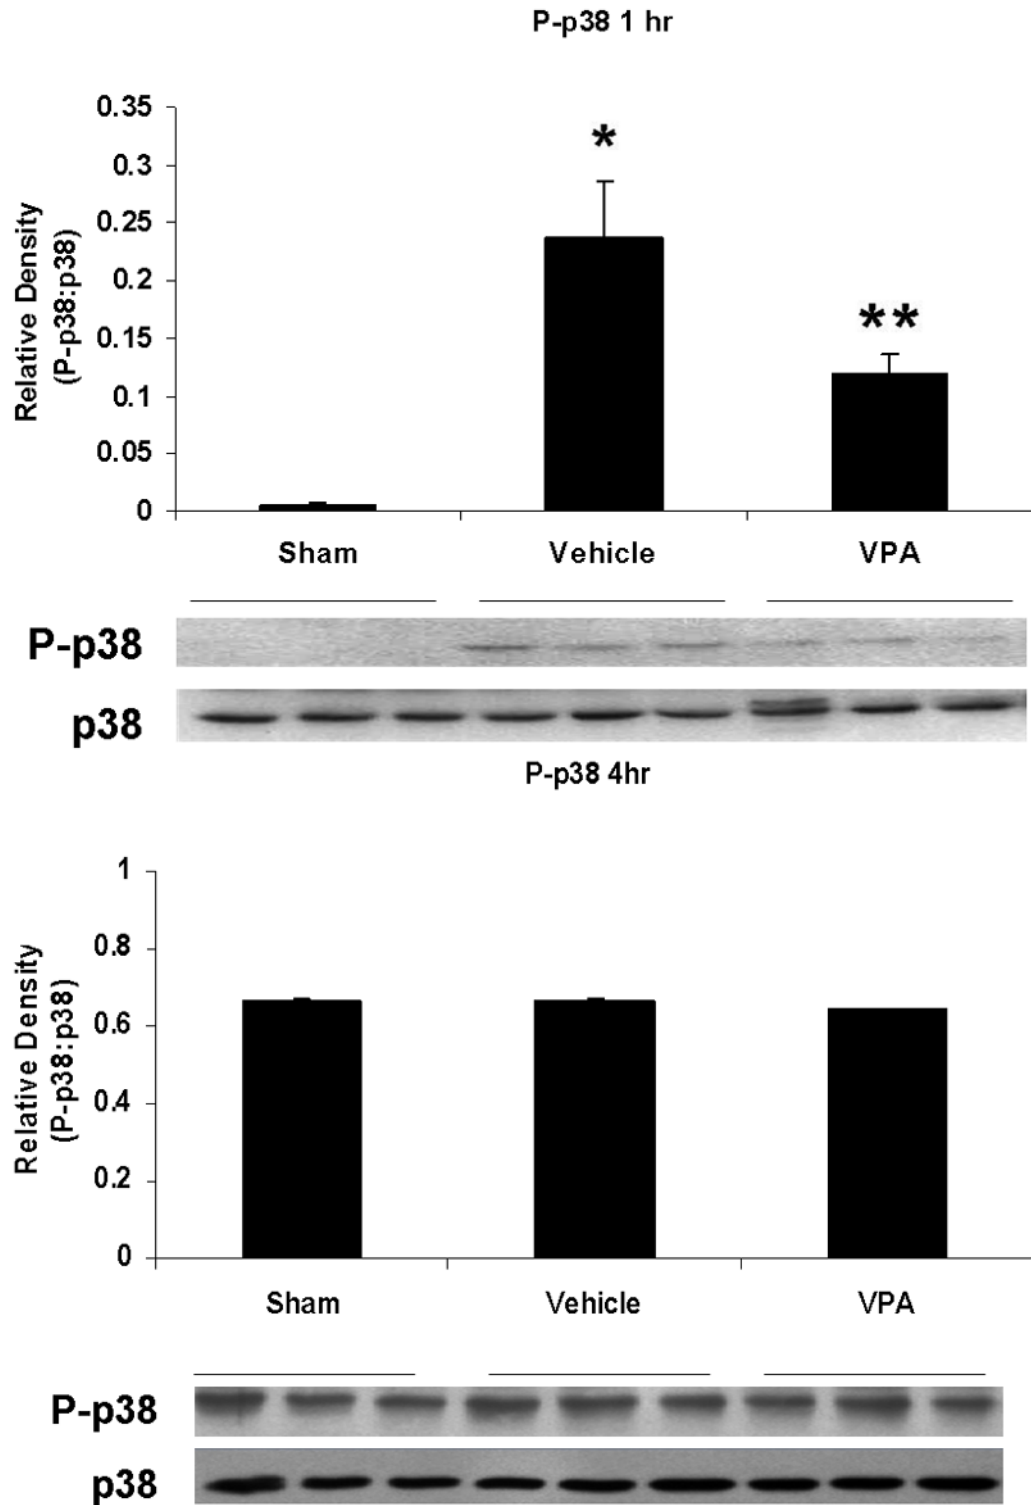 P-p38 1 hr
Relative Density
(P-p38:p38)
0.35
0.3
0.25
0.2
0.15
0.1
0.05
0
*
**
Sham Vehicle VPA
P-p38
p38
P-p38 4hr
Relative Density
(P-p38:p38)
1
0.8
0.6
0.4
0.2
0
Sham Vehicle VPA
P-p38
p38